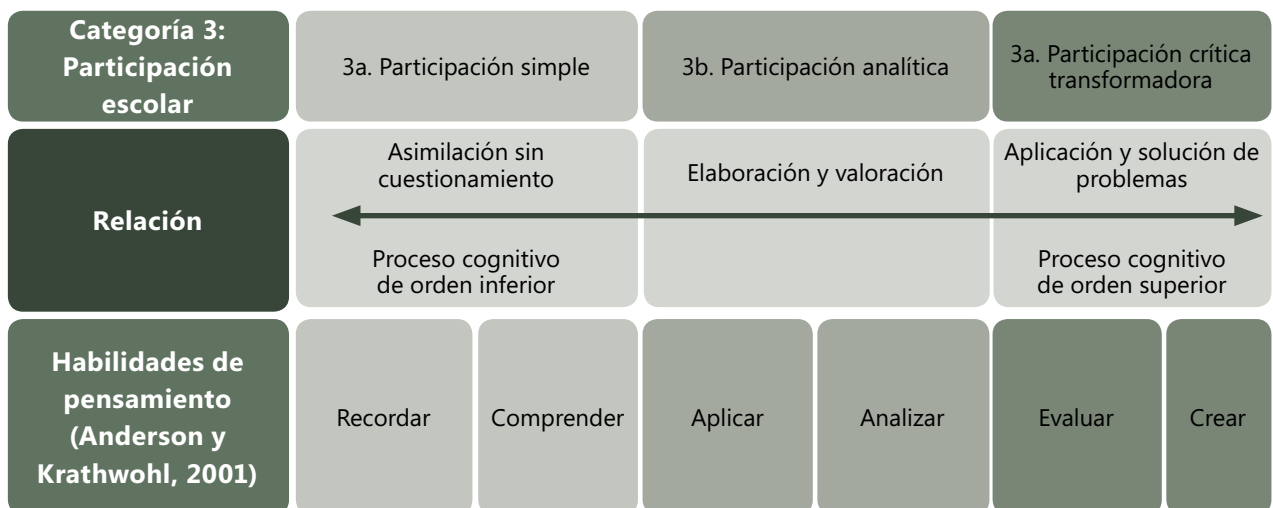 Categoría 3:
Participación
escolar
3a. Participación simple
3b. Participación analítica
3a. Participación crítica
transformadora
Relación
Asimilación sin
cuestionamiento
Elaboración y valoración
Aplicación y solución de
problemas
Proceso cognitivo
de orden inferior
Proceso cognitivo
de orden superior
Habilidades de
pensamiento
(Anderson y
Krathwohl, 2001)
Recordar
Comprender
Aplicar
Analizar
Evaluar
Crear